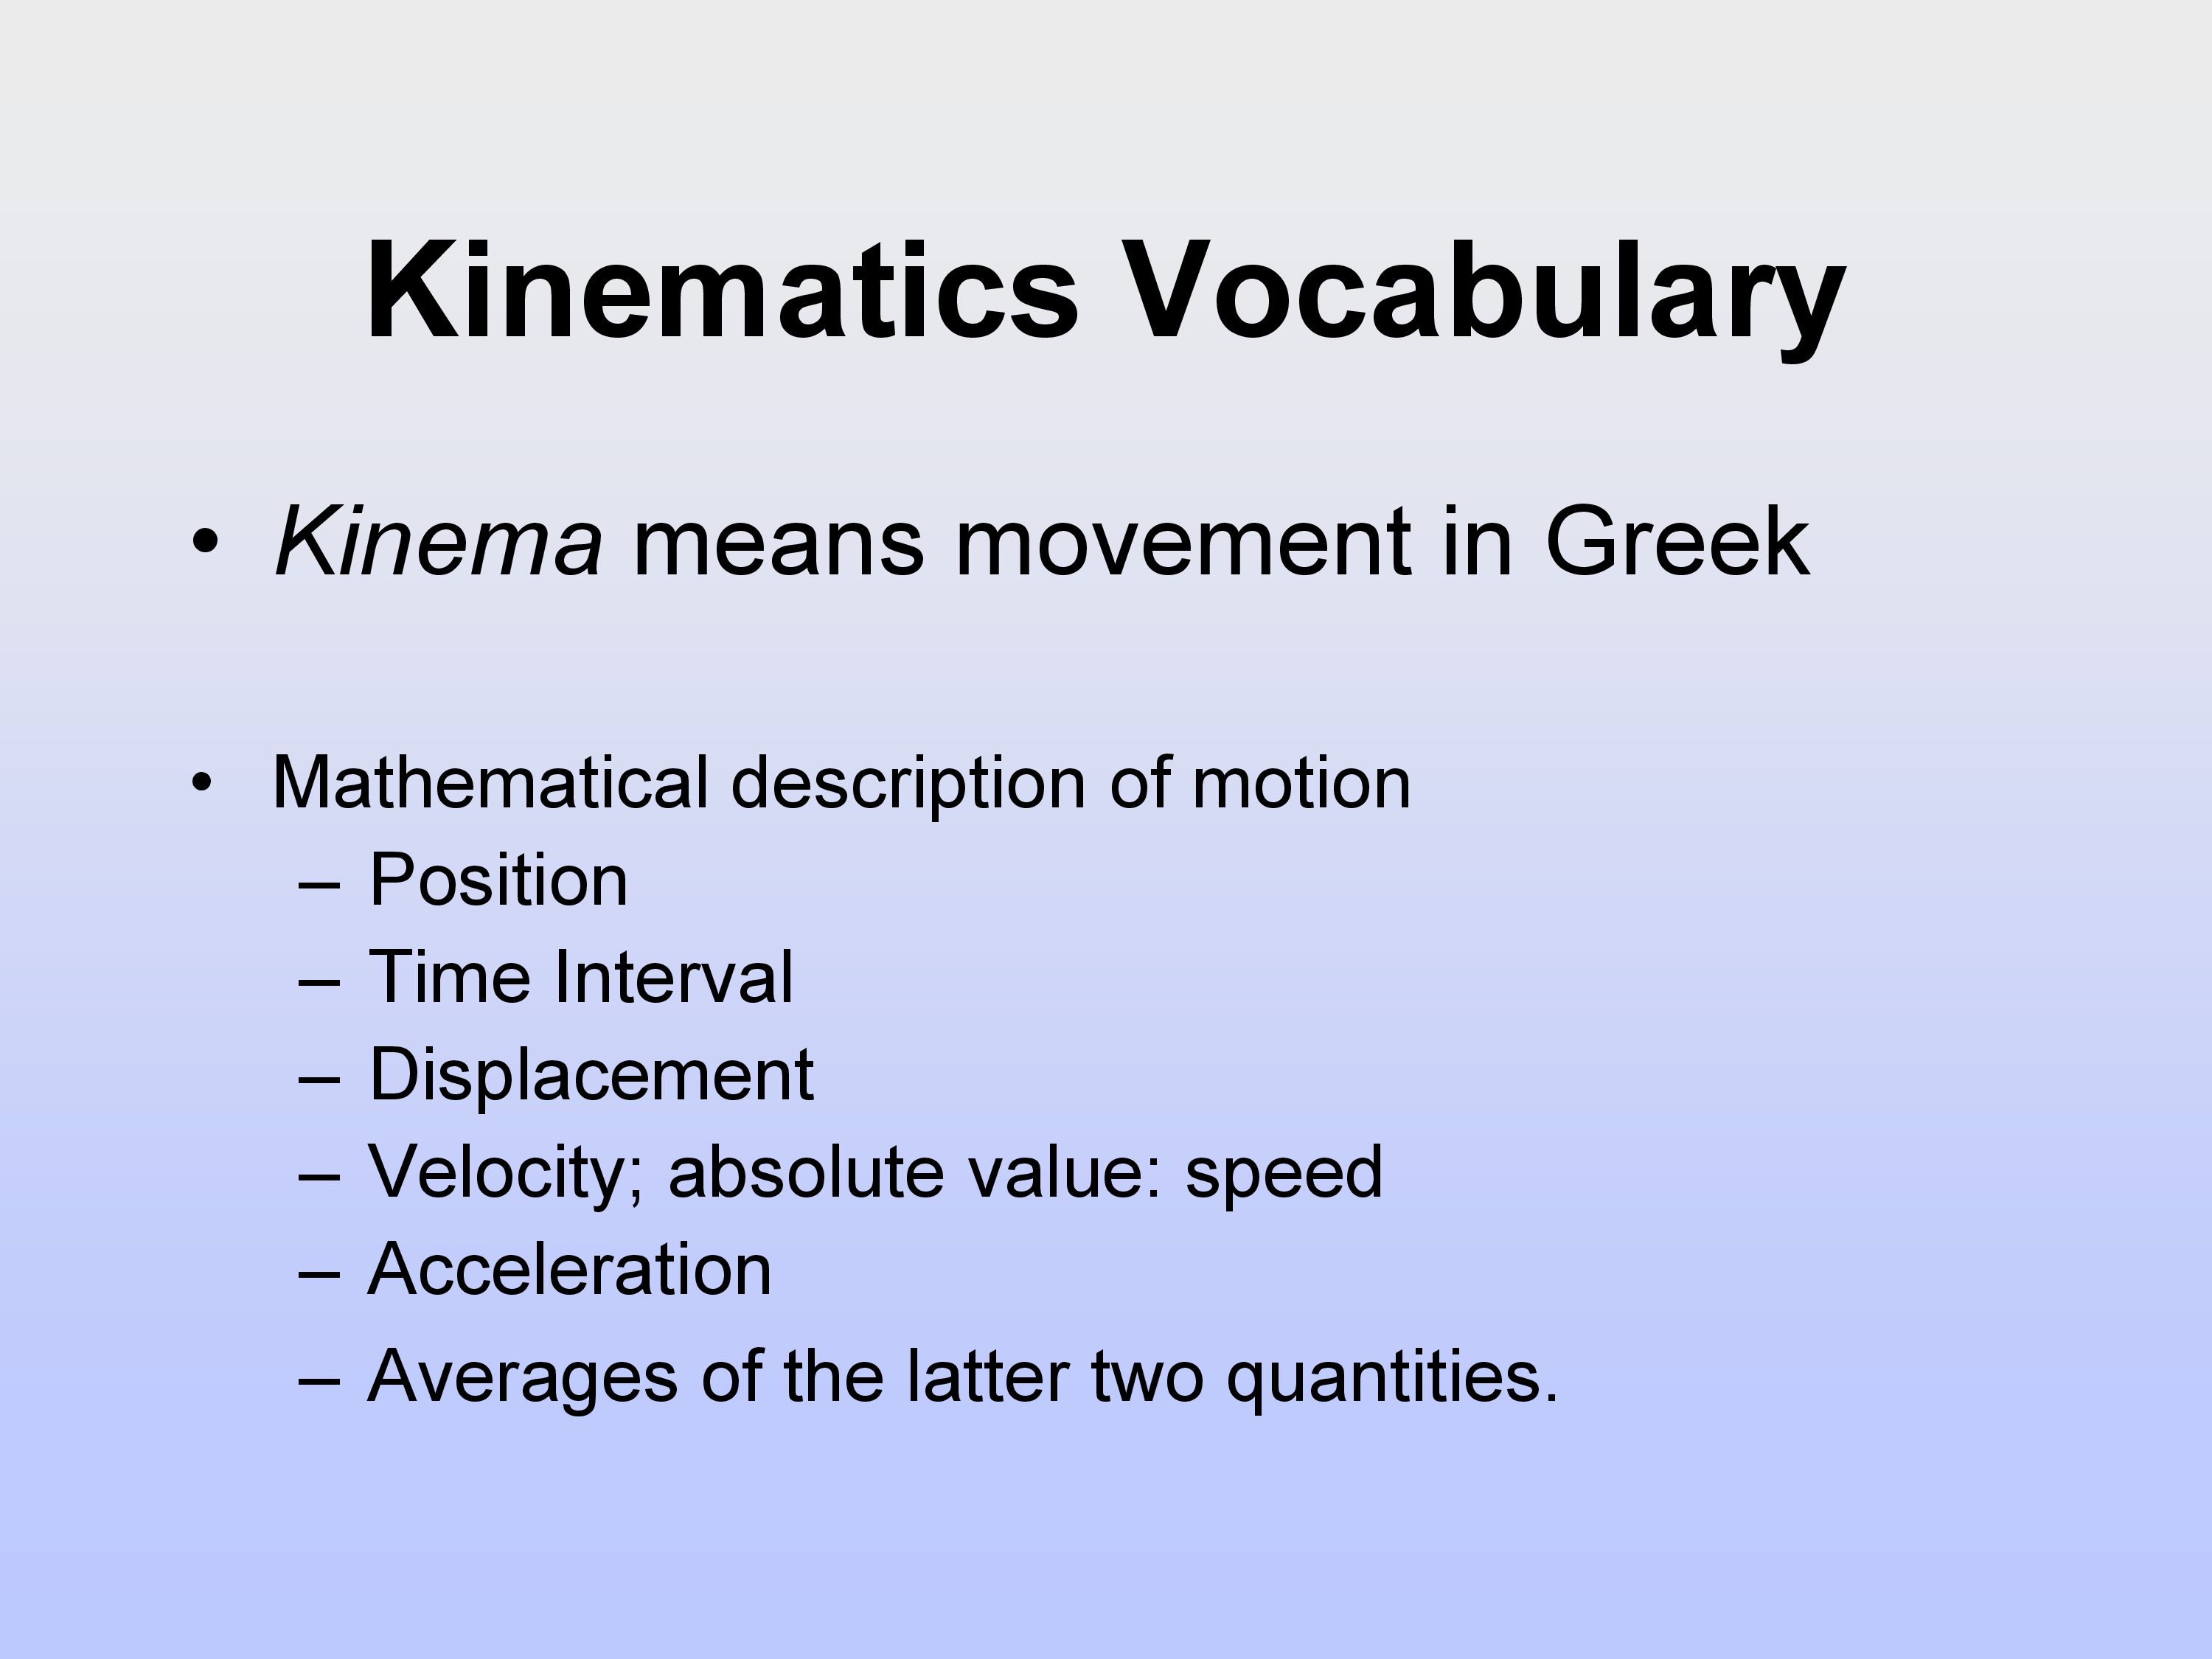 Kinematics Vocabulary
• Kinema means movement in Greek
• Mathematical description of motion
– Position
– Time Interval
– Displacement
– Velocity; absolute value: speed
– Acceleration
– Averages of the latter two quantities.